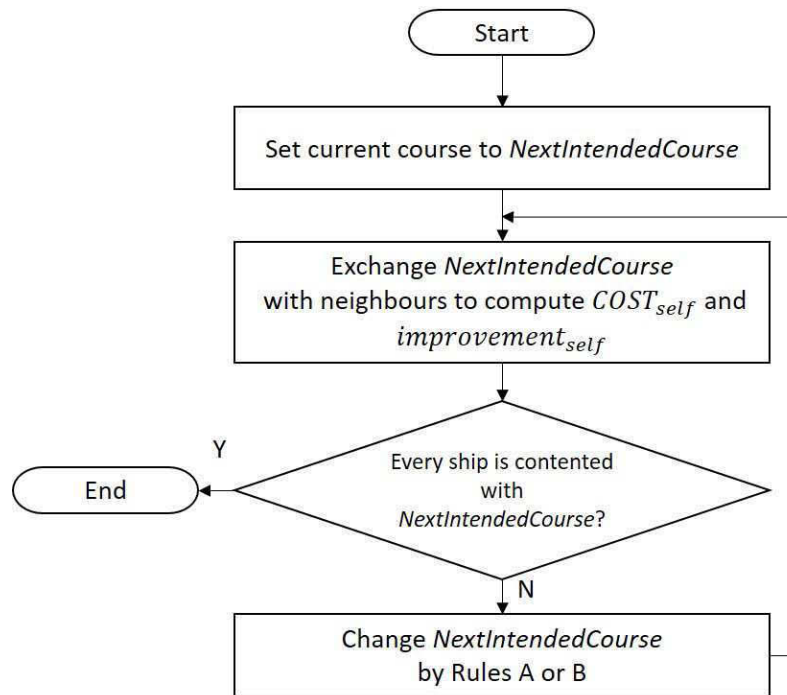 Start
Set current course to NextIntendedCourse
Exchange NextIntendedCourse
with neighbours to compute COST_self and
improvement_self
Y
Every ship is contented
with
NextIntendedCourse?
End
N
Change NextIntendedCourse
by Rules A or B